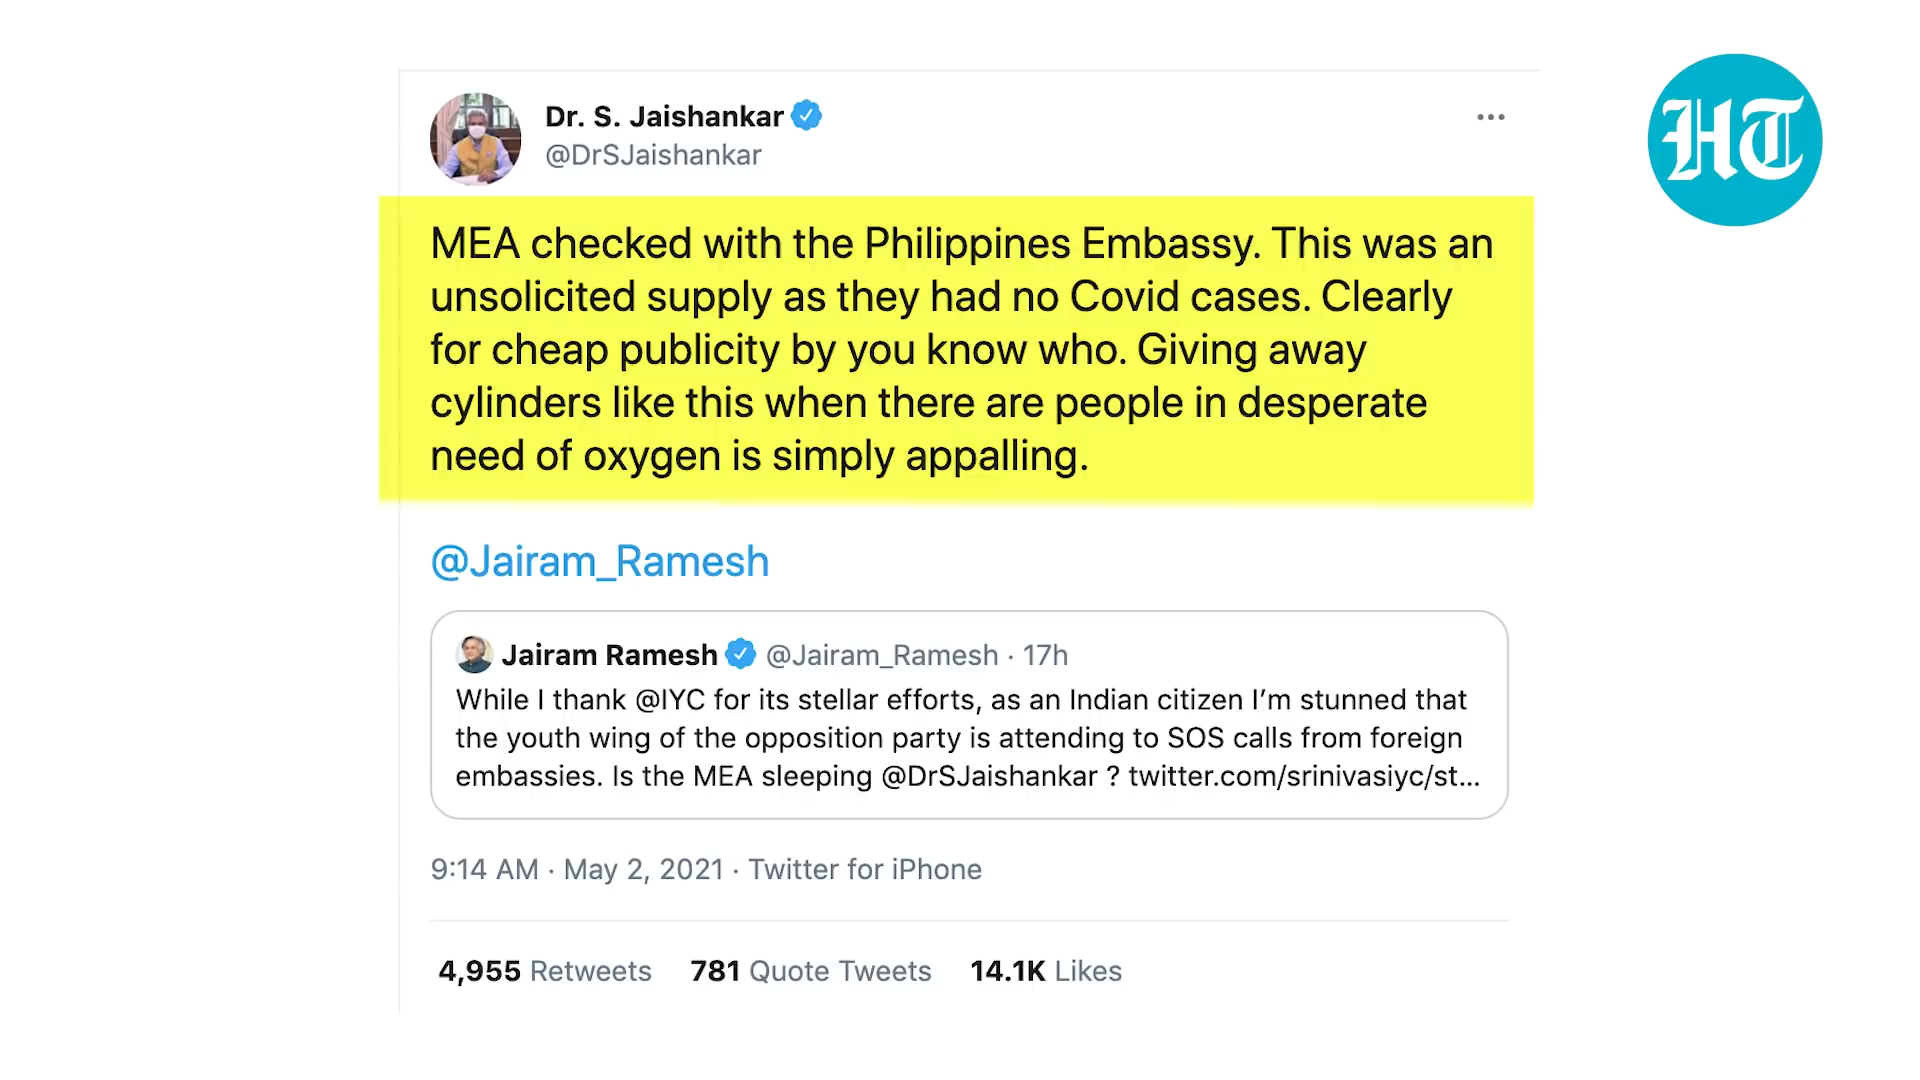 Dr. S. Jaishankar
@DrSJaishankar
HT
MEA checked with the Philippines Embassy. This was an
unsolicited supply as they had no Covid cases. Clearly
for cheap publicity by you know who. Giving away
cylinders like this when there are people in desperate
need of oxygen is simply appalling.
@Jairam_Ramesh
Jairam Ramesh @Jairam_Ramesh · 17h
While I thank @IYC for its stellar efforts, as an Indian citizen I’m stunned that
the youth wing of the opposition party is attending to SOS calls from foreign
embassies. Is the MEA sleeping @DrSJaishankar ? twitter.com/srinivasiyc/st...
9:14 AM · May 2, 2021 · Twitter for iPhone
4,955 Retweets 781 Quote Tweets 14.1K Likes